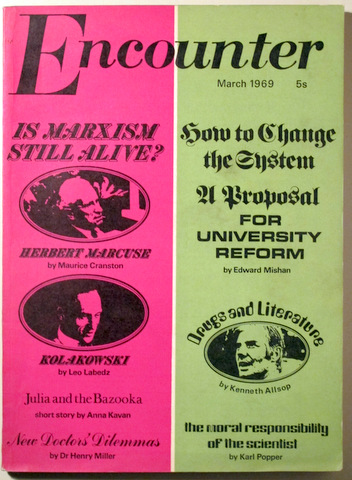 Encounter
March 1969 5s
IS MARXISM
STILL ALIVE?
HERBERT MARCUSE
by Maurice Cranston
KOLAKOWSKI
by Leo Labedz
Julia and the Bazooka
short story by Anna Kavan
New Doctors' Dilemmas
by Dr Henry Miller
How to Change
the System
A Proposal
FOR
UNIVERSITY
REFORM
by Edward Mishan
Drugs and Literature
by Kenneth Allsop
the moral responsibility
of the scientist
by Karl Popper